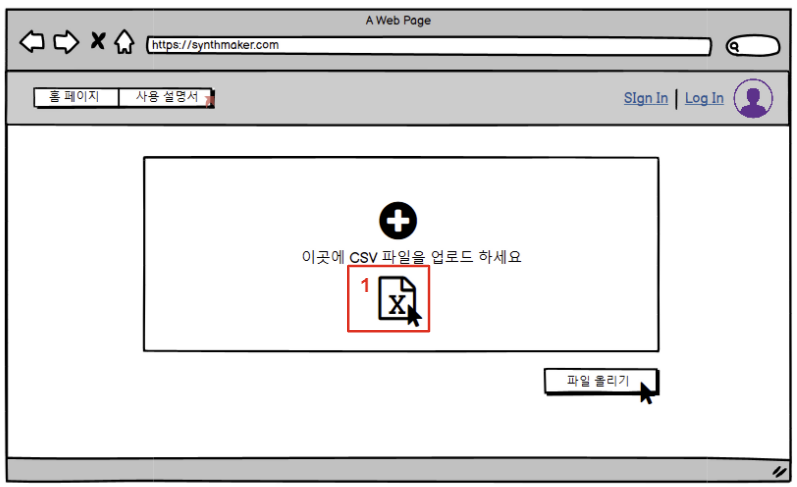 A Web Page
https://synthmaker.com
홈 페이지 사용 설명서 SIgn In | Log In
이곳에 CSV 파일을 업로드 하세요
1
X
파일 올리기